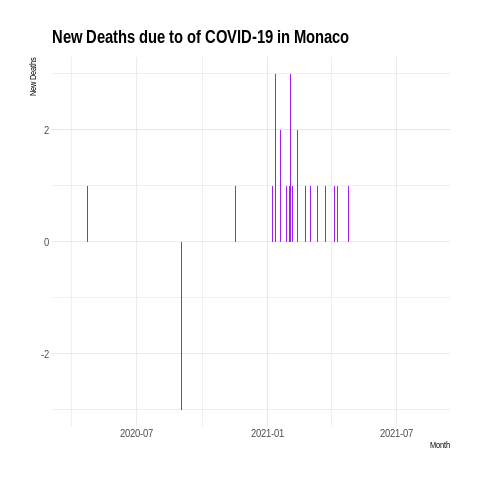 New Deaths due to of COVID-19 in Monaco
New Deaths
2
0
-2
2020-07
2021-01
2021-07
Month